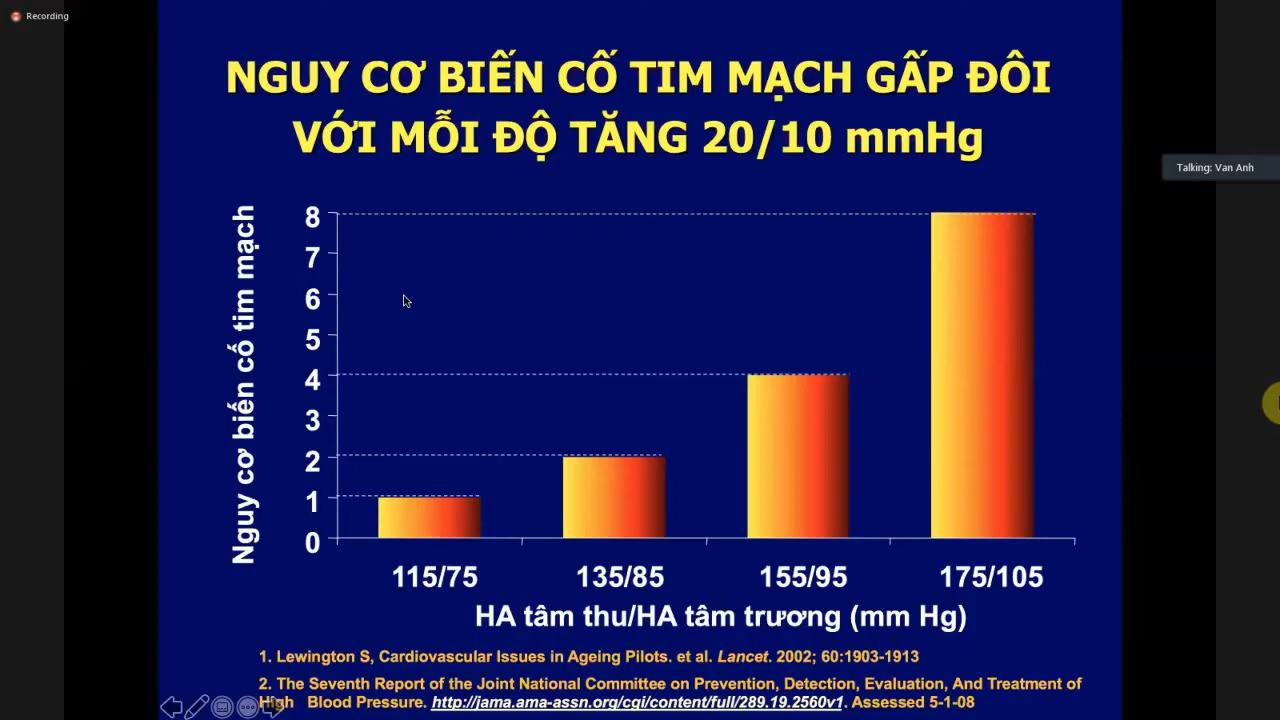 Recording
NGUY CƠ BIẾN CỐ TIM MẠCH GẤP ĐÔI
VỚI MỖI ĐỘ TĂNG 20/10 mmHg
Talking: Van Anh
Nguy cơ biến cố tim mạch
8
7
6
5
4
3
2
1
0
115/75 135/85 155/95 175/105
HA tâm thu/HA tâm trương (mm Hg)
1. Lewington S, Cardiovascular Issues in Ageing Pilots. et al. Lancet. 2002; 60:1903-1913
2. The Seventh Report of the Joint National Committee on Prevention, Detection, Evaluation, And Treatment of
High Blood Pressure. http://jama.ama-assn.org/cgi/content/full/289.19.2560v1. Assessed 5-1-08